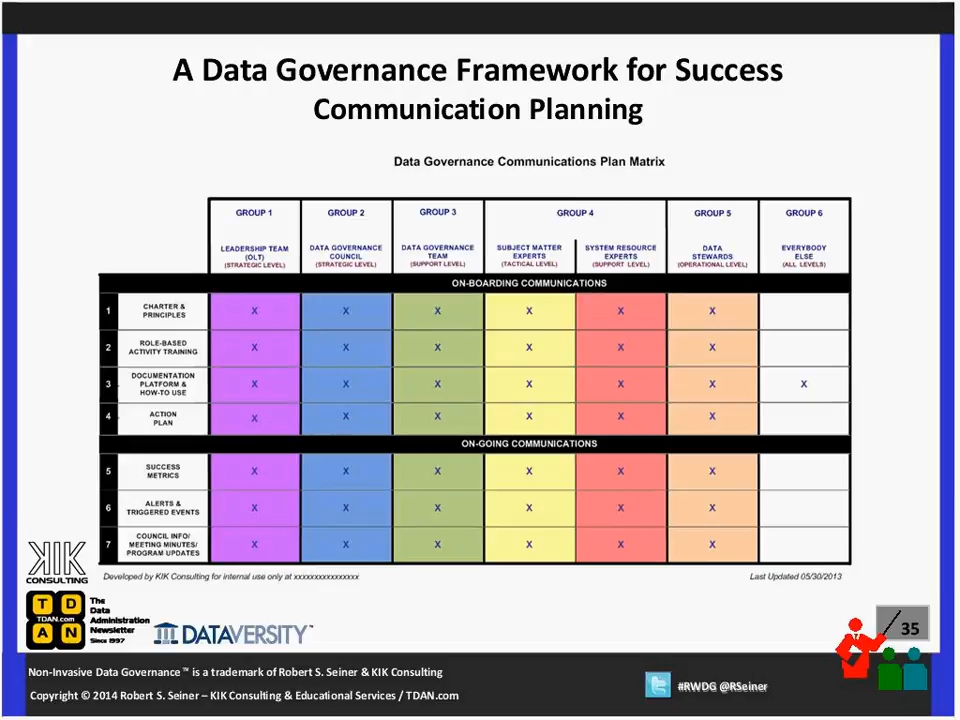 A Data Governance Framework for Success
Communication Planning
Data Governance Communications Plan Matrix
GROUP 1 GROUP 2 GROUP 3 GROUP 4 GROUP 5 GROUP 6
LEADERSHIP TEAM
(OLT)
(STRATEGIC LEVEL)
DATA GOVERNANCE
COUNCIL
(STRATEGIC LEVEL)
DATA GOVERNANCE
TEAM
(SUPPORT LEVEL)
SUBJECT MATTER
EXPERTS
(TACTICAL LEVEL)
SYSTEM RESOURCE
EXPERTS
(SUPPORT LEVEL)
DATA
STEWARDS
(OPERATIONAL LEVEL)
EVERYBODY
ELSE
(ALL LEVELS)
ON-BOARDING COMMUNICATIONS
1
CHARTER &
PRINCIPLES
X X X X X X
2
ROLE-BASED
ACTIVITY TRAINING
X X X X X X
3
DOCUMENTATION
PLATFORM &
HOW-TO USE
X X X X X X X
4
ACTION
PLAN
X X X X X X
ON-GOING COMMUNICATIONS
5
SUCCESS
METRICS
X X X X X X
6
ALERTS &
TRIGGERED EVENTS
X X X X X X
7
COUNCIL INFO/
MEETING MINUTES/
PROGRAM UPDATES
X X X X X X
Developed by KIK Consulting for internal use only at xxxxxxxxxxxxxxxx
Last Updated 05/30/2013
KIK
CONSULTING
T D
TDAN.com
A N
The
Data
Administration
Newsletter
Since 1997
DATAVERSITY™
35
Non-Invasive Data Governance™ is a trademark of Robert S. Seiner & KIK Consulting
Copyright © 2014 Robert S. Seiner – KIK Consulting & Educational Services / TDAN.com
#RWDG @RSeiner